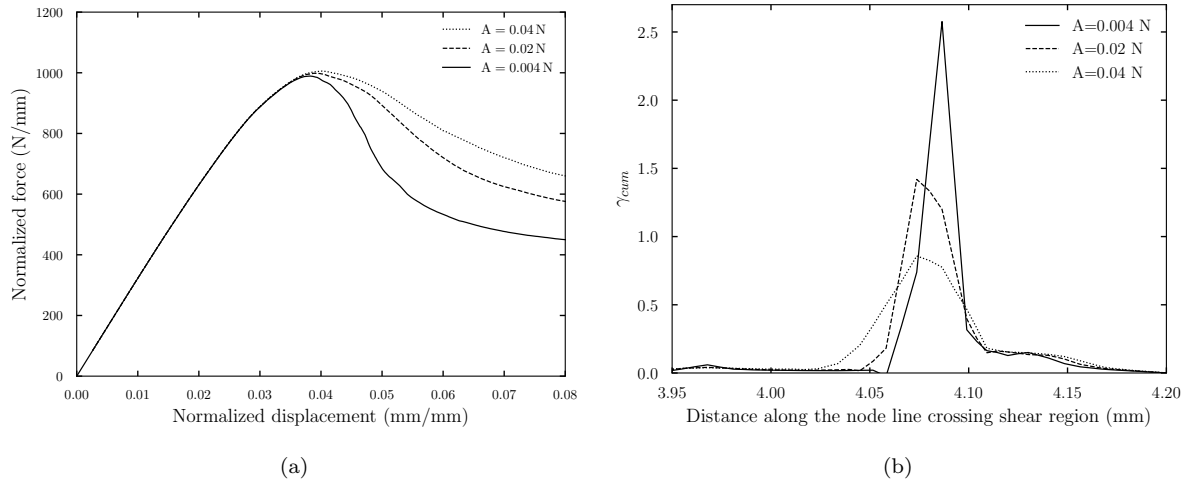 1200
1000
800
600
400
200
0
Normalized force (N/mm)
A = 0.04 N
A = 0.02 N
A = 0.004 N
0.00 0.01 0.02 0.03 0.04 0.05 0.06 0.07 0.08
Normalized displacement (mm/mm)
(a)
2.5
2.0
1.5
1.0
0.5
0.0
γcum
A=0.004 N
A=0.02 N
A=0.04 N
3.95 4.00 4.05 4.10 4.15 4.20
Distance along the node line crossing shear region (mm)
(b)